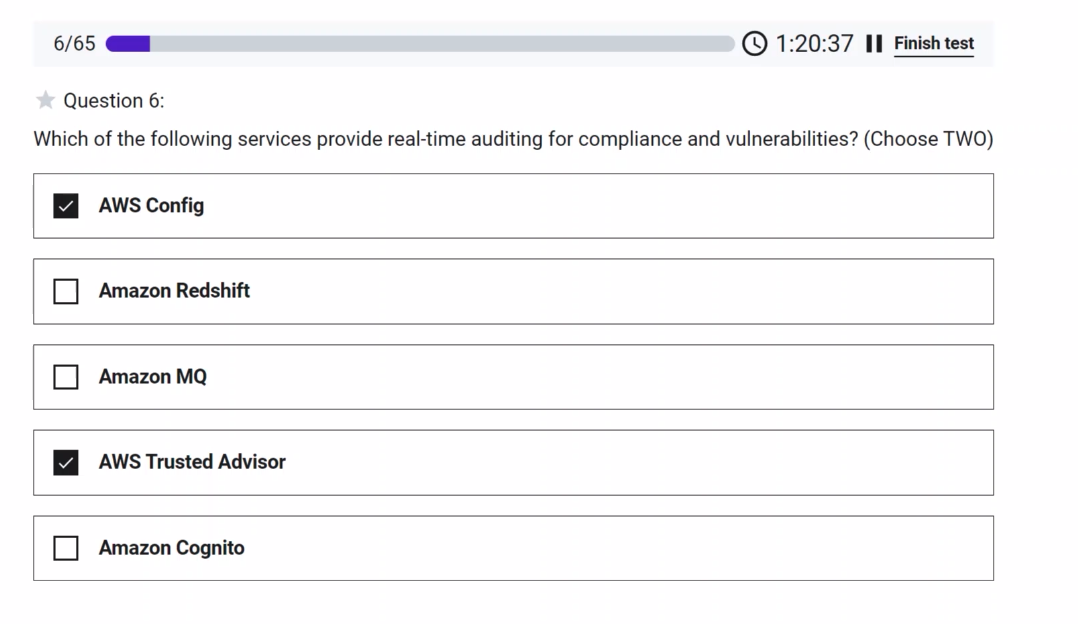 6/65 1:20:37 Finish test
Question 6:
Which of the following services provide real-time auditing for compliance and vulnerabilities? (Choose TWO)
AWS Config
Amazon Redshift
Amazon MQ
AWS Trusted Advisor
Amazon Cognito